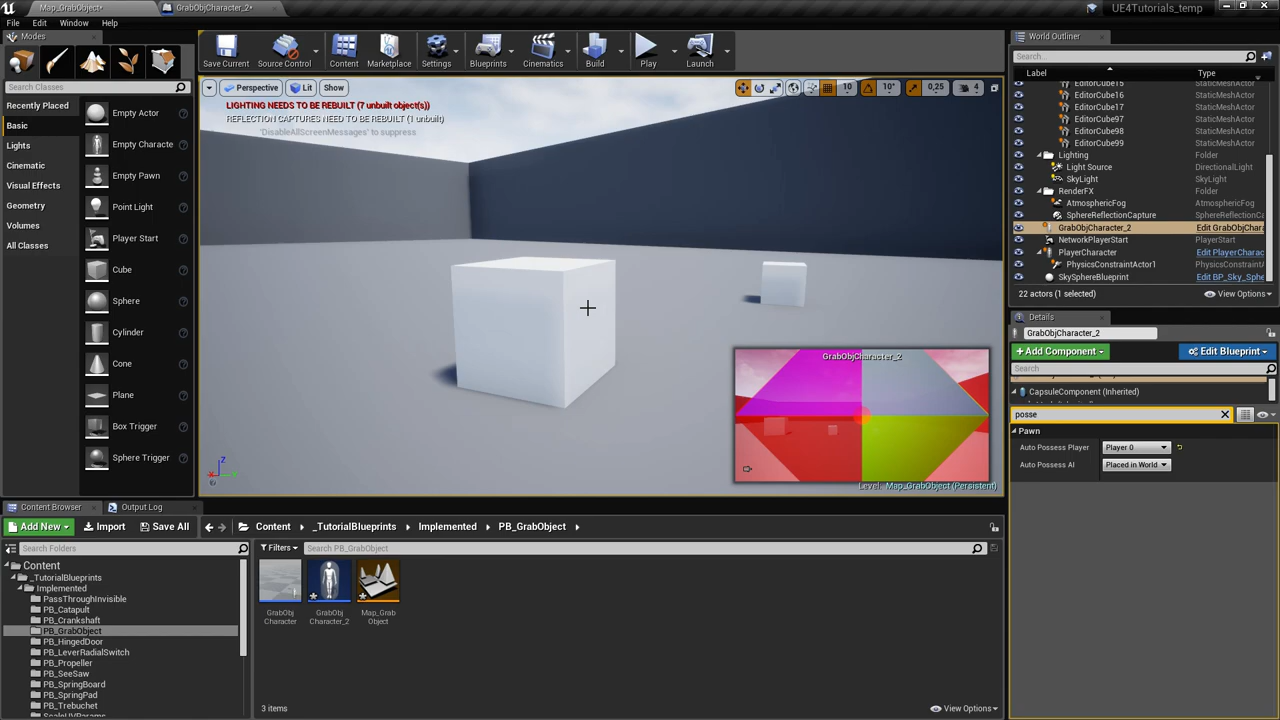 Map_GrabObject*
GrabObjCharacter_2*
UE4Tutorials_temp
File Edit Window Help
Modes
Search Classes
Recently Placed
Basic
Lights
Cinematic
Visual Effects
Geometry
Volumes
All Classes
Empty Actor
Empty Characte
Empty Pawn
Point Light
Player Start
Cube
Sphere
Cylinder
Cone
Plane
Box Trigger
Sphere Trigger
Save Current
Source Control
Content
Marketplace
Settings
Blueprints
Cinematics
Build
Play
Launch
Perspective
Lit
Show
10
10°
0,25
4
LIGHTING NEEDS TO BE REBUILT (7 unbuilt object(s))
REFLECTION CAPTURES NEED TO BE REBUILT (1 unbuilt)
'DisableAllScreenMessages' to suppress
GrabObjCharacter_2
Level: Map_GrabObject (Persistent)
Z
World Outliner
Search...
Label Type
EditorCube15 StaticMeshActor
EditorCube16 StaticMeshActor
EditorCube17 StaticMeshActor
EditorCube97 StaticMeshActor
EditorCube98 StaticMeshActor
EditorCube99 StaticMeshActor
Lighting Folder
Light Source DirectionalLight
SkyLight SkyLight
RenderFX Folder
AtmosphericFog AtmosphericFog
SphereReflectionCapture SphereReflectionCa
GrabObjCharacter_2 Edit GrabObjChar
NetworkPlayerStart PlayerStart
PlayerCharacter Edit PlayerCharac
PhysicsConstraintActor1 PhysicsConstraint
SkySphereBlueprint Edit BP_Sky_Sphe
22 actors (1 selected)
View Options
Details
GrabObjCharacter_2
+Add Component
Edit Blueprint
Search
CapsuleComponent (Inherited)
posse
Pawn
Auto Possess Player Player 0
Auto Possess AI Placed in World
Content Browser
Output Log
Add New
Import
Save All
Content
_TutorialBlueprints
Implemented
PB_GrabObject
Search Folders
Filters
Search PB_GrabObject
Content
_TutorialBlueprints
Implemented
PassThroughInvisible
PB_Catapult
PB_Crankshaft
PB_GrabObject
PB_HingedDoor
PB_LeverRadialSwitch
PB_Propeller
PB_SeeSaw
PB_SpringBoard
PB_SpringPad
PB_Trebuchet
ScaleUVParams
GrabObj
Character
GrabObj
Character_2
Map_Grab
Object
3 items
View Options